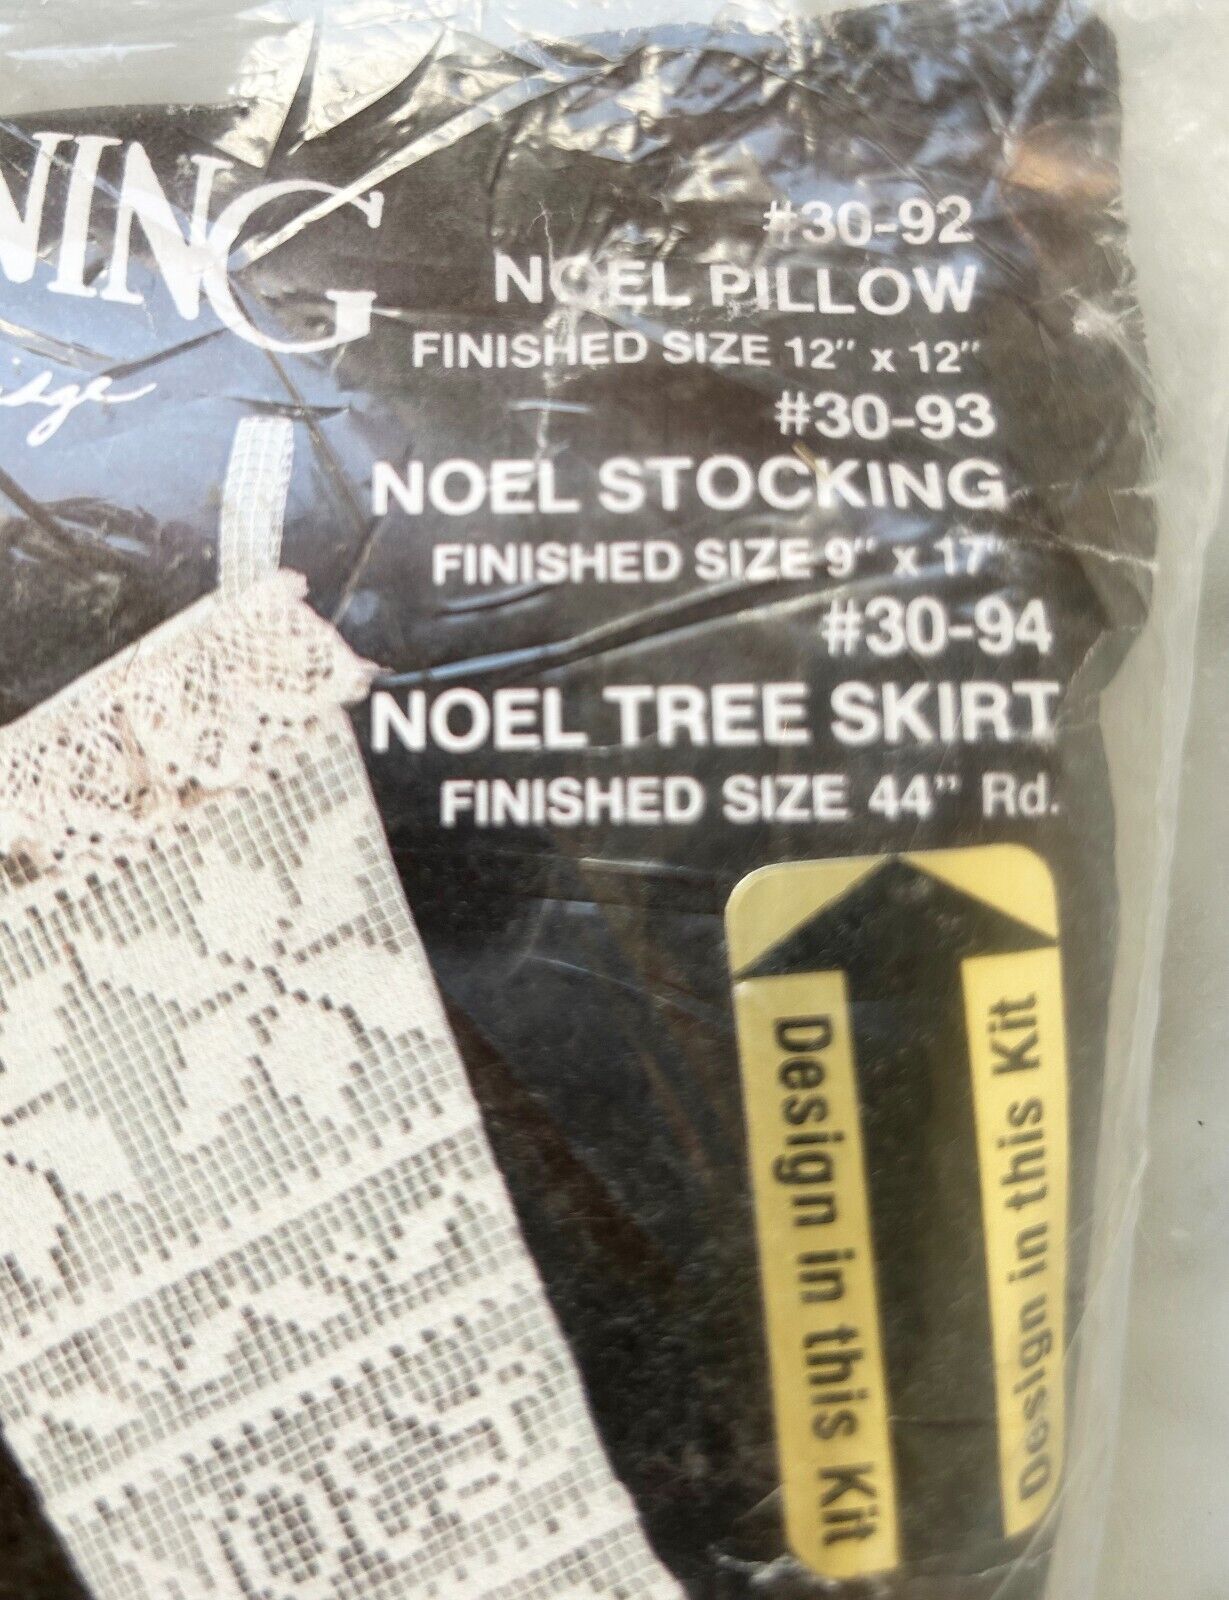 NING
#30-92
NOEL PILLOW
FINISHED SIZE 12" x 12"
#30-93
NOEL STOCKING
FINISHED SIZE 9" x 17"
#30-94
NOEL TREE SKIRT
FINISHED SIZE 44" Rd.
Design in this Kit
Design in this Kit